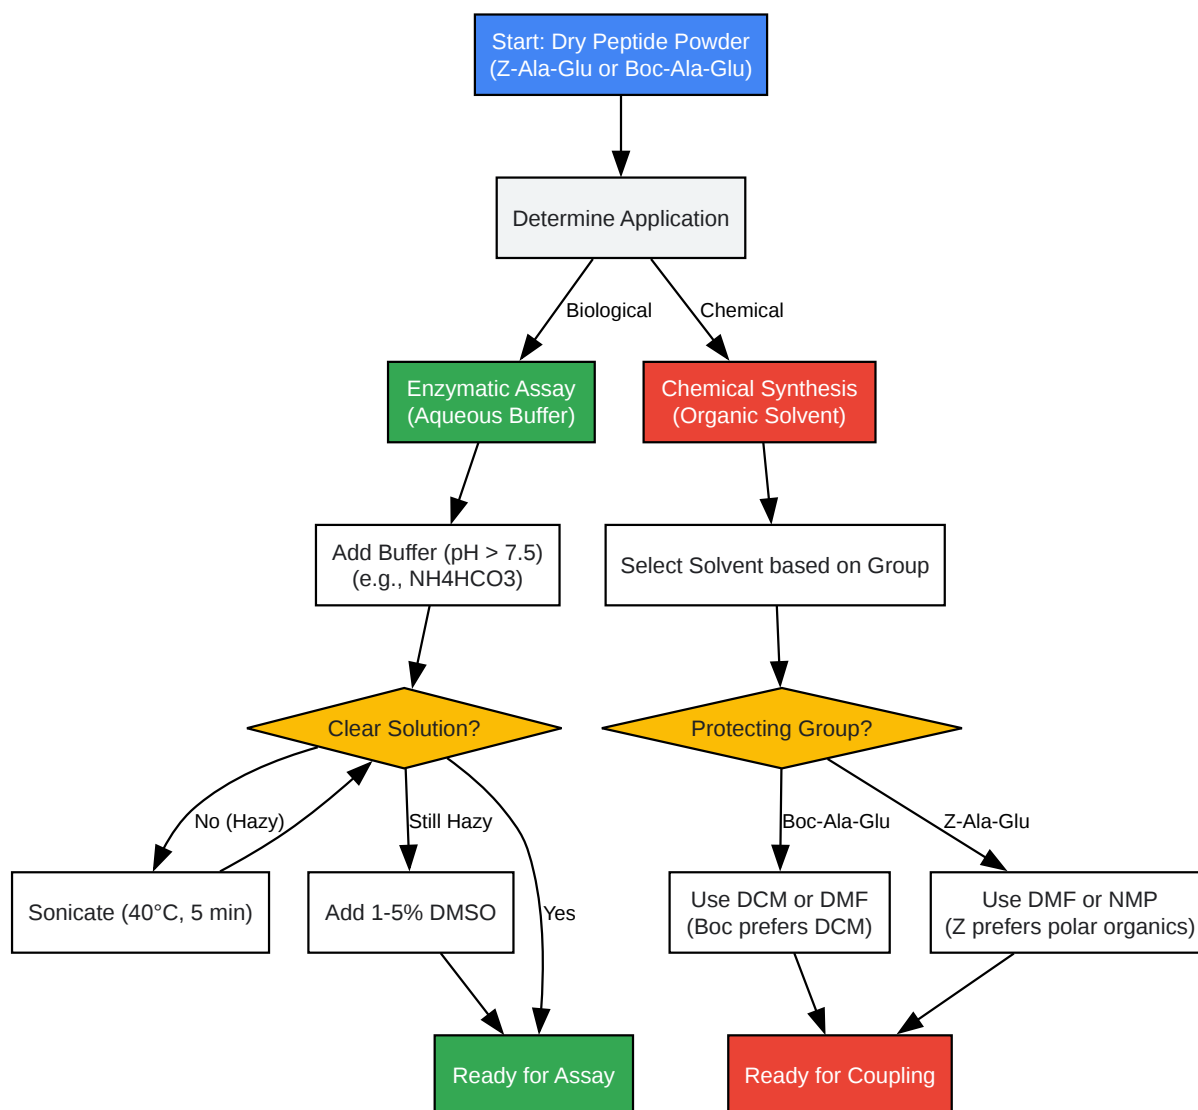 Start: Dry Peptide Powder
(Z-Ala-Glu or Boc-Ala-Glu)
Determine Application
Biological
Chemical
Enzymatic Assay
(Aqueous Buffer)
Chemical Synthesis
(Organic Solvent)
Add Buffer (pH > 7.5)
(e.g., NH4HCO3)
Select Solvent based on Group
Clear Solution?
Protecting Group?
No (Hazy)
Still Hazy
Boc-Ala-Glu
Z-Ala-Glu
Sonicate (40°C, 5 min)
Add 1-5% DMSO
Yes
Use DCM or DMF
(Boc prefers DCM)
Use DMF or NMP
(Z prefers polar organics)
Ready for Assay
Ready for Coupling